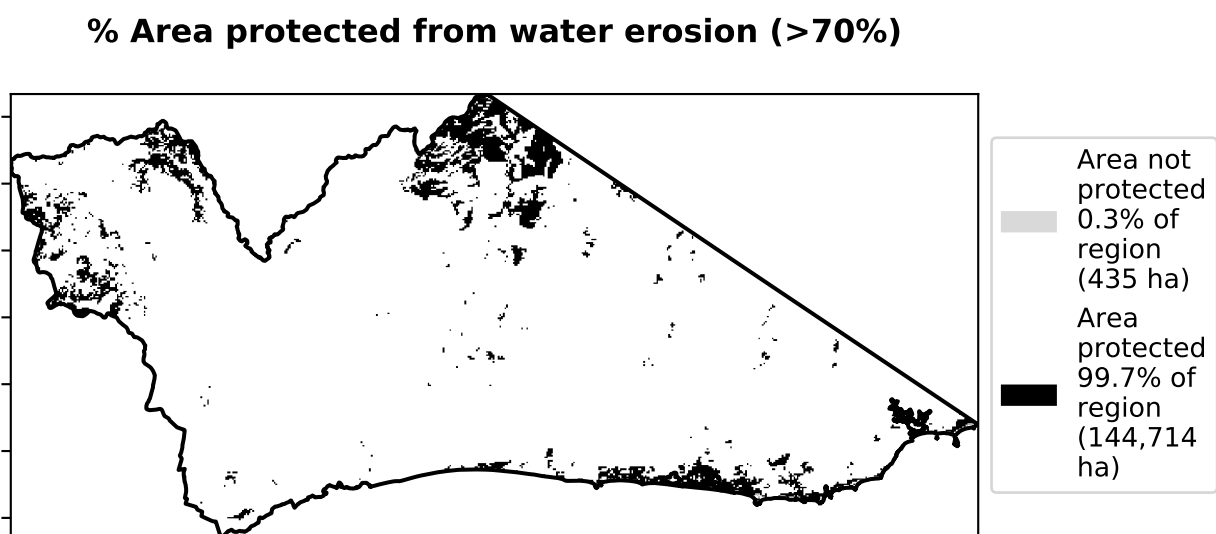 % Area protected from water erosion (>70%)
Area not
protected
0.3% of
region
(435 ha)
Area
protected
99.7% of
region
(144,714
ha)